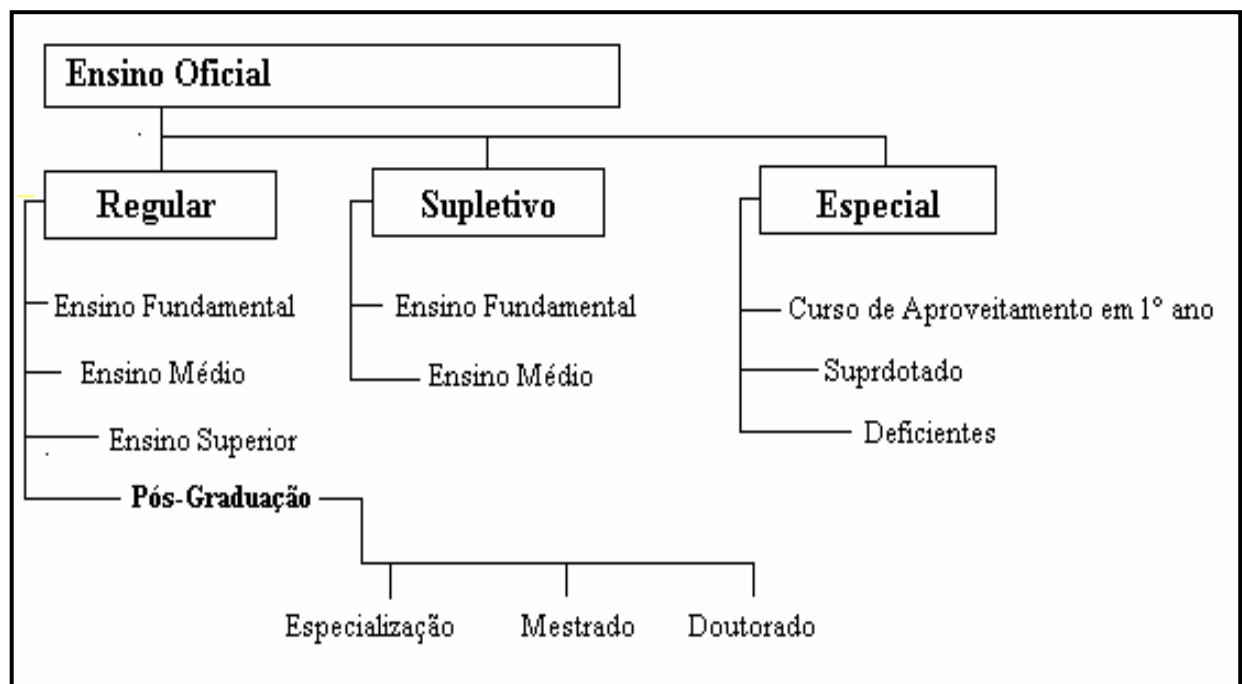 Ensino Oficial
Regular
Supletivo
Especial
Ensino Fundamental
Ensino Fundamental
Curso de Aproveitamento em 1º ano
Ensino Médio
Ensino Médio
Suprdotado
Ensino Superior
Deficientes
Pós-Graduação
Especialização
Mestrado
Doutorado